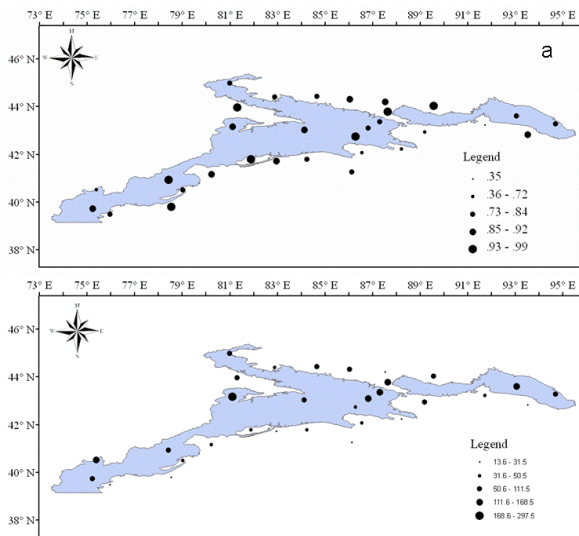 73° E 75° E 77° E 79° E 81° E 83° E 85° E 87° E 89° E 91° E 93° E 95° E
a
N
W E
S
46° N
44° N
42° N
40° N
38° N
Legend
.35
.36 - .72
.73 - .84
.85 - .92
.93 - .99
73° E 75° E 77° E 79° E 81° E 83° E 85° E 87° E 89° E 91° E 93° E 95° E
N
W E
S
46° N
44° N
42° N
40° N
38° N
Legend
13.6 - 31.5
31.6 - 50.5
50.6 - 111.5
111.6 - 168.5
168.6 - 297.5